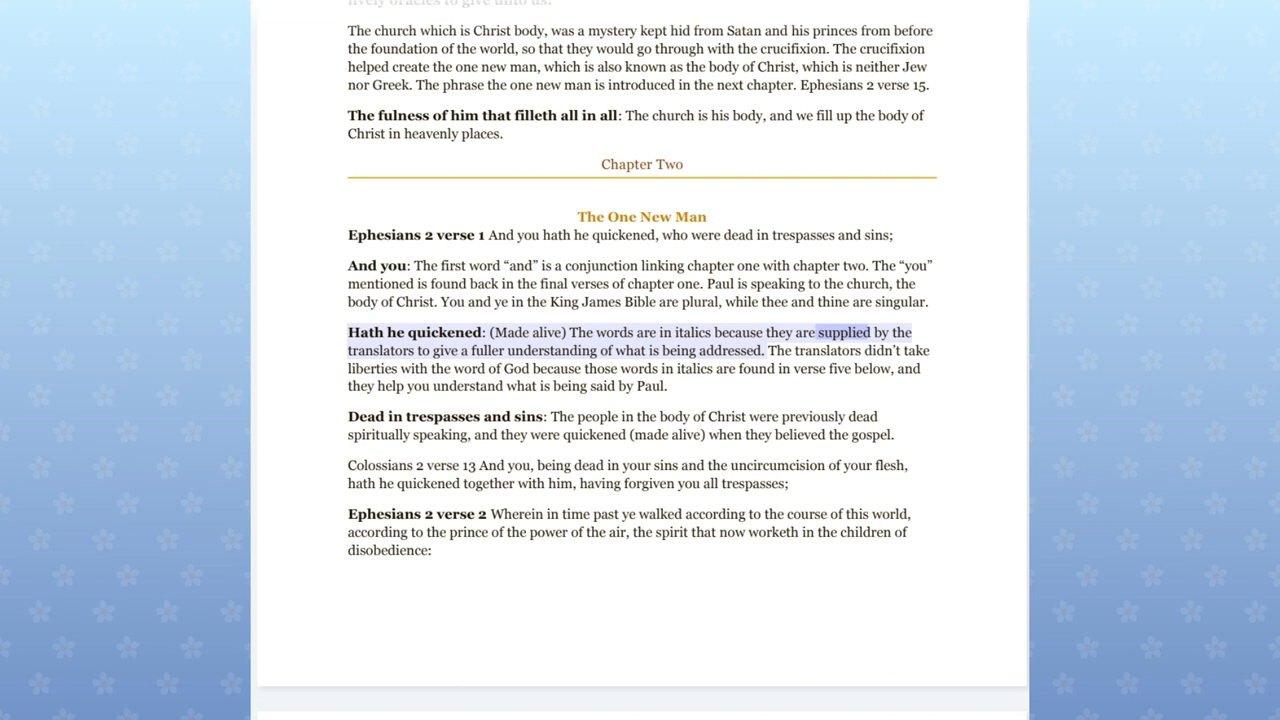 lively oracles to give unto us:
The church which is Christ body, was a mystery kept hid from Satan and his princes from before
the foundation of the world, so that they would go through with the crucifixion. The crucifixion
helped create the one new man, which is also known as the body of Christ, which is neither Jew
nor Greek. The phrase the one new man is introduced in the next chapter. Ephesians 2 verse 15.
The fulness of him that filleth all in all: The church is his body, and we fill up the body of
Christ in heavenly places.
Chapter Two
The One New Man
Ephesians 2 verse 1 And you hath he quickened, who were dead in trespasses and sins;
And you: The first word “and” is a conjunction linking chapter one with chapter two. The “you”
mentioned is found back in the final verses of chapter one. Paul is speaking to the church, the
body of Christ. You and ye in the King James Bible are plural, while thee and thine are singular.
Hath he quickened: (Made alive) The words are in italics because they are supplied by the
translators to give a fuller understanding of what is being addressed. The translators didn’t take
liberties with the word of God because those words in italics are found in verse five below, and
they help you understand what is being said by Paul.
Dead in trespasses and sins: The people in the body of Christ were previously dead
spiritually speaking, and they were quickened (made alive) when they believed the gospel.
Colossians 2 verse 13 And you, being dead in your sins and the uncircumcision of your flesh,
hath he quickened together with him, having forgiven you all trespasses;
Ephesians 2 verse 2 Wherein in time past ye walked according to the course of this world,
according to the prince of the power of the air, the spirit that now worketh in the children of
disobedience: